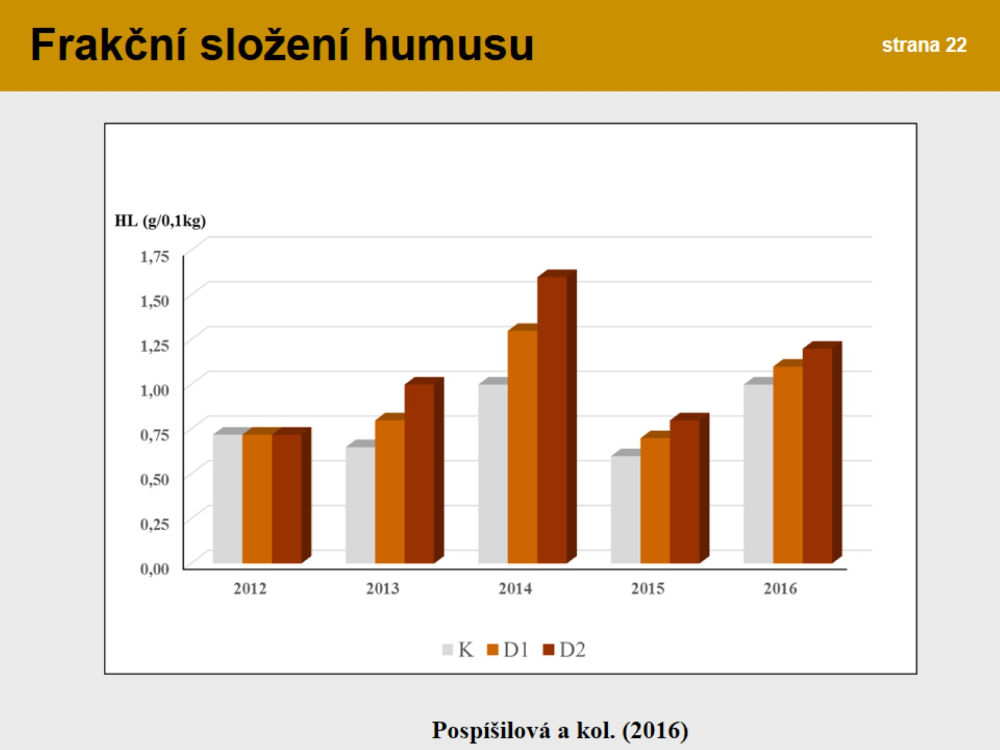 Frakční složení humusu
strana 22
HL (g/0,1kg)
1,75
1,50
1,25
1,00
0,75
0,50
0,25
0,00
2012 2013 2014 2015 2016
K D1 D2
Pospíšilová a kol. (2016)